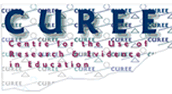 CUREE
Centre for the Use of
Research & Evidence
in Education